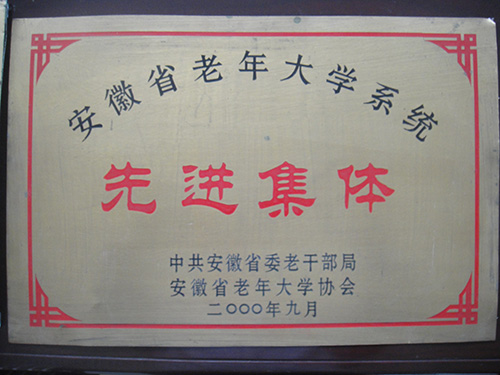 安徽省老年大学系统
先进集体
中共安徽省委老干部局
安徽省老年大学协会
二〇〇〇年九月